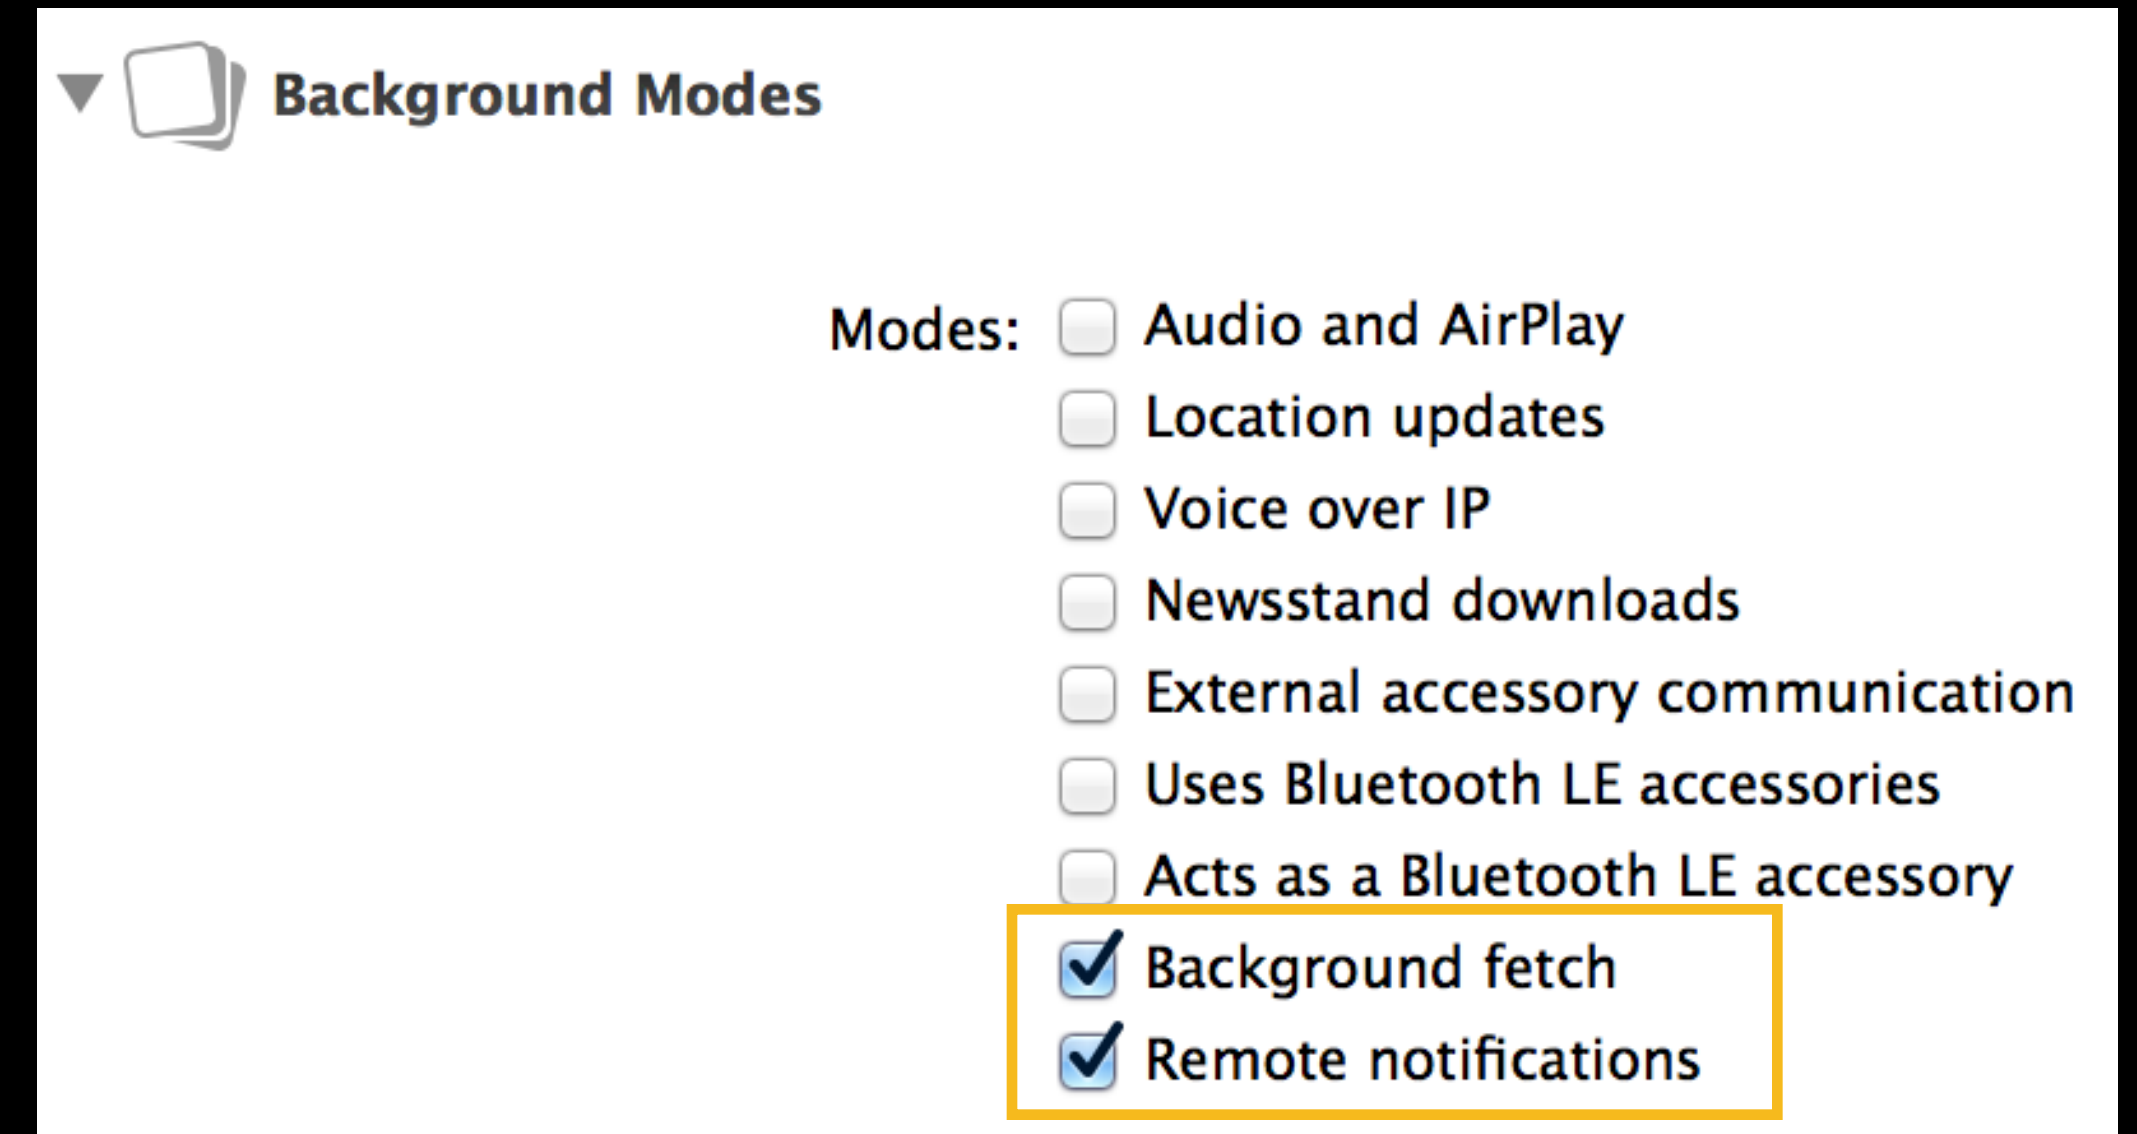 Background Modes
Modes: Audio and AirPlay
Location updates
Voice over IP
Newsstand downloads
External accessory communication
Uses Bluetooth LE accessories
Acts as a Bluetooth LE accessory
Background fetch
Remote notifications